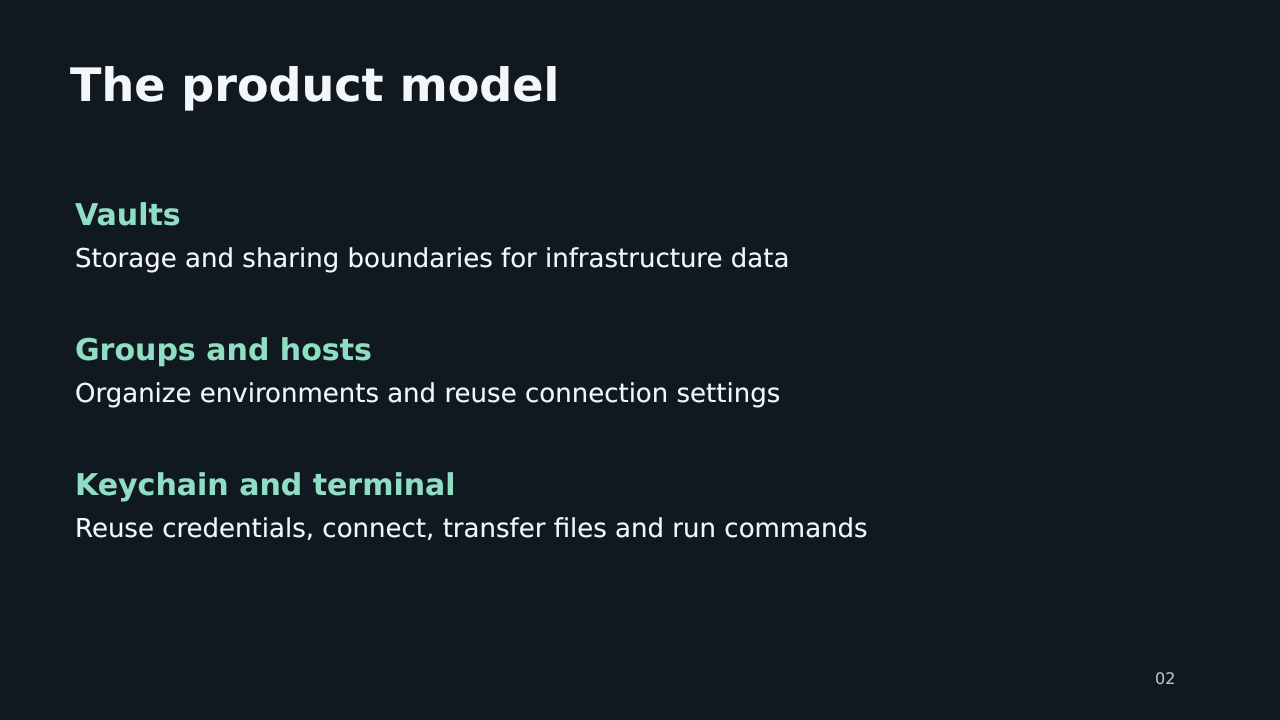 The product model
Vaults
Storage and sharing boundaries for infrastructure data
Groups and hosts
Organize environments and reuse connection settings
Keychain and terminal
Reuse credentials, connect, transfer files and run commands
02